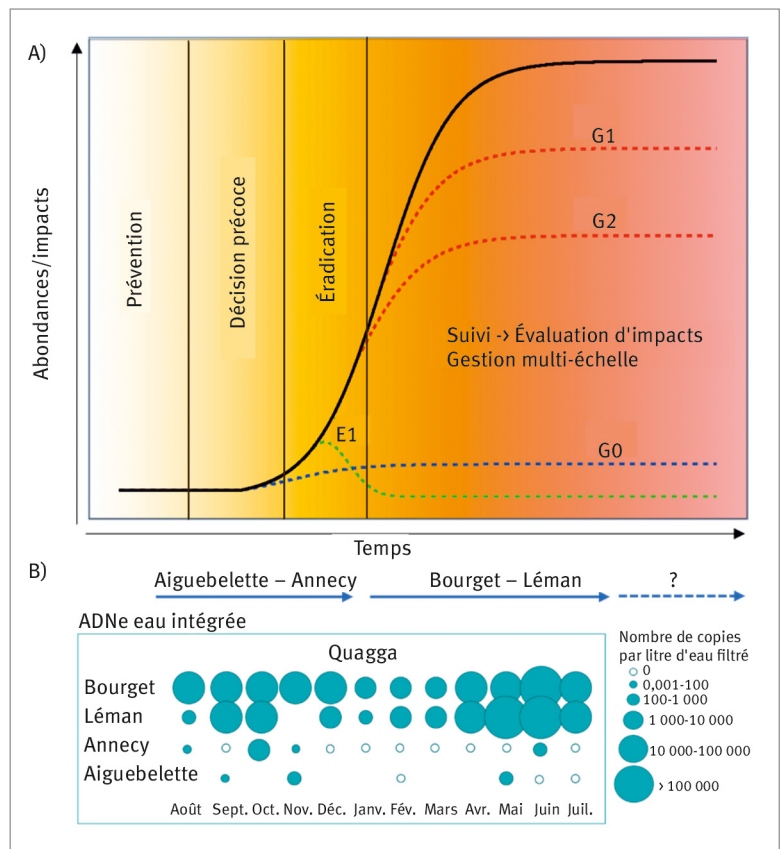 A)
Abondances/impacts
Prévention
Décision précoce
Éradication
G1
G2
Suivi -> Évaluation d'impacts
Gestion multi-échelle
E1
G0
Temps
B)
Aiguebelette – Annecy
Bourget – Léman
?
ADNe eau intégrée
Quagga
Bourget
Léman
Annecy
Aiguebelette
Août Sept. Oct. Nov. Déc. Janv. Fév. Mars Avr. Mai Juin Juil.
Nombre de copies
par litre d'eau filtré
0
0,001-100
100-1 000
1 000-10 000
10 000-100 000
> 100 000